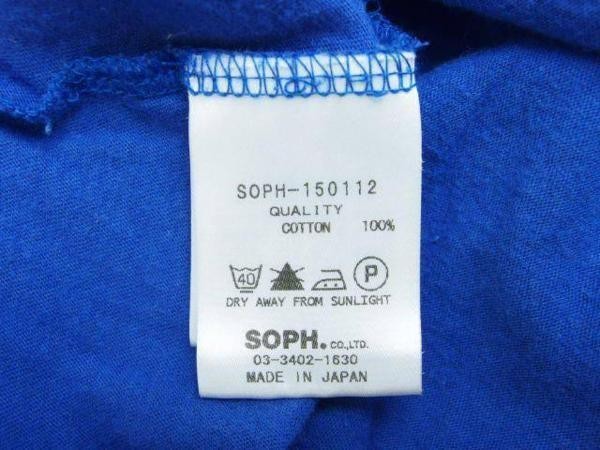 SOPH-150112
QUALITY
COTTON 100%
40 P
DRY AWAY FROM SUNLIGHT
SOPH. CO.,LTD.
03-3402-1630
MADE IN JAPAN